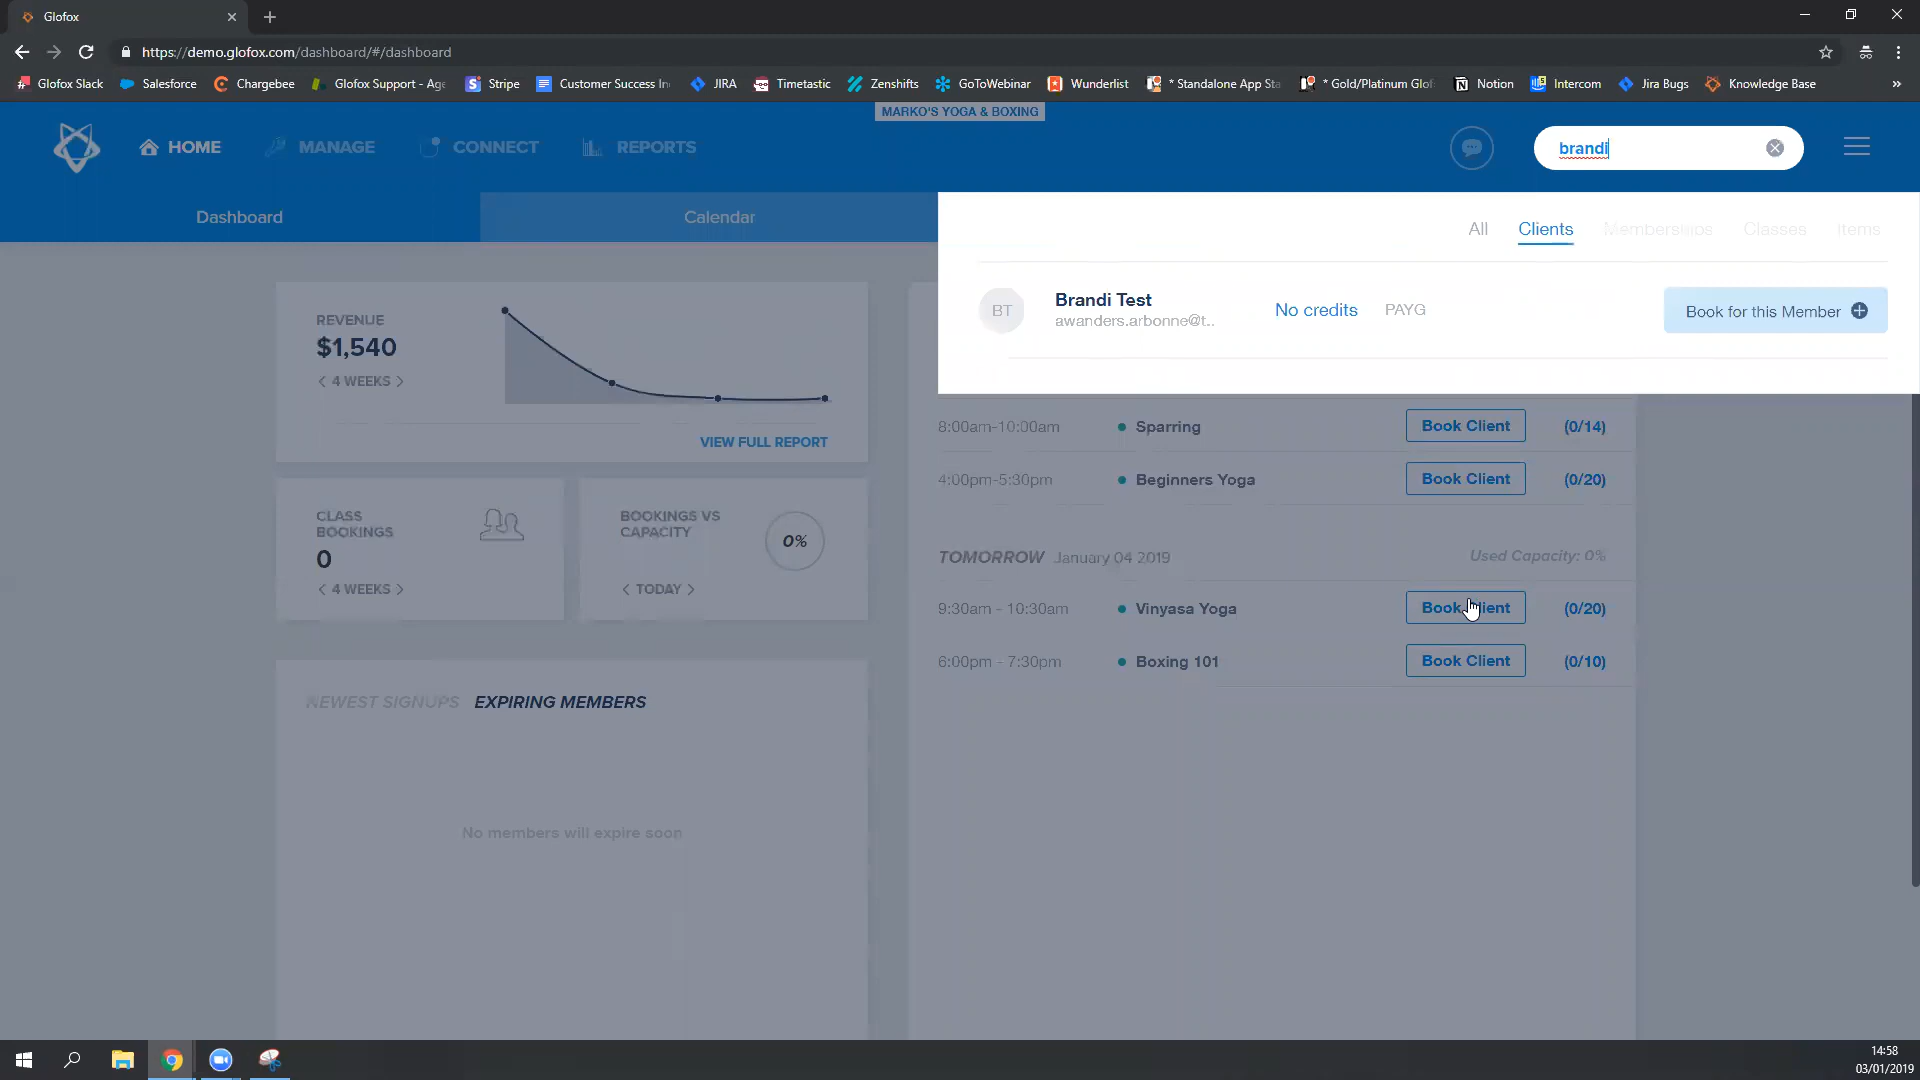 Glofox
https://demo.glofox.com/dashboard/#/dashboard
Glofox Slack Salesforce Chargebee Glofox Support - Age Stripe Customer Success In JIRA Timetastic Zenshifts GoToWebinar Wunderlist * Standalone App Sta * Gold/Platinum Glof Notion Intercom Jira Bugs Knowledge Base »
MARKO'S YOGA & BOXING
HOME MANAGE CONNECT REPORTS brandi
Dashboard Calendar
All Clients Memberships Classes Items
BT Brandi Test No credits PAYG Book for this Member
awanders.arbonne@t..
REVENUE
$1,540
< 4 WEEKS >
VIEW FULL REPORT
8:00am-10:00am Sparring Book Client (0/14)
4:00pm-5:30pm Beginners Yoga Book Client (0/20)
CLASS BOOKINGS
0
< 4 WEEKS >
BOOKINGS VS CAPACITY
0%
< TODAY >
TOMORROW January 04 2019 Used Capacity: 0%
9:30am - 10:30am Vinyasa Yoga Book Client (0/20)
6:00pm - 7:30pm Boxing 101 Book Client (0/10)
NEWEST SIGNUPS EXPIRING MEMBERS
No members will expire soon
14:58
03/01/2019